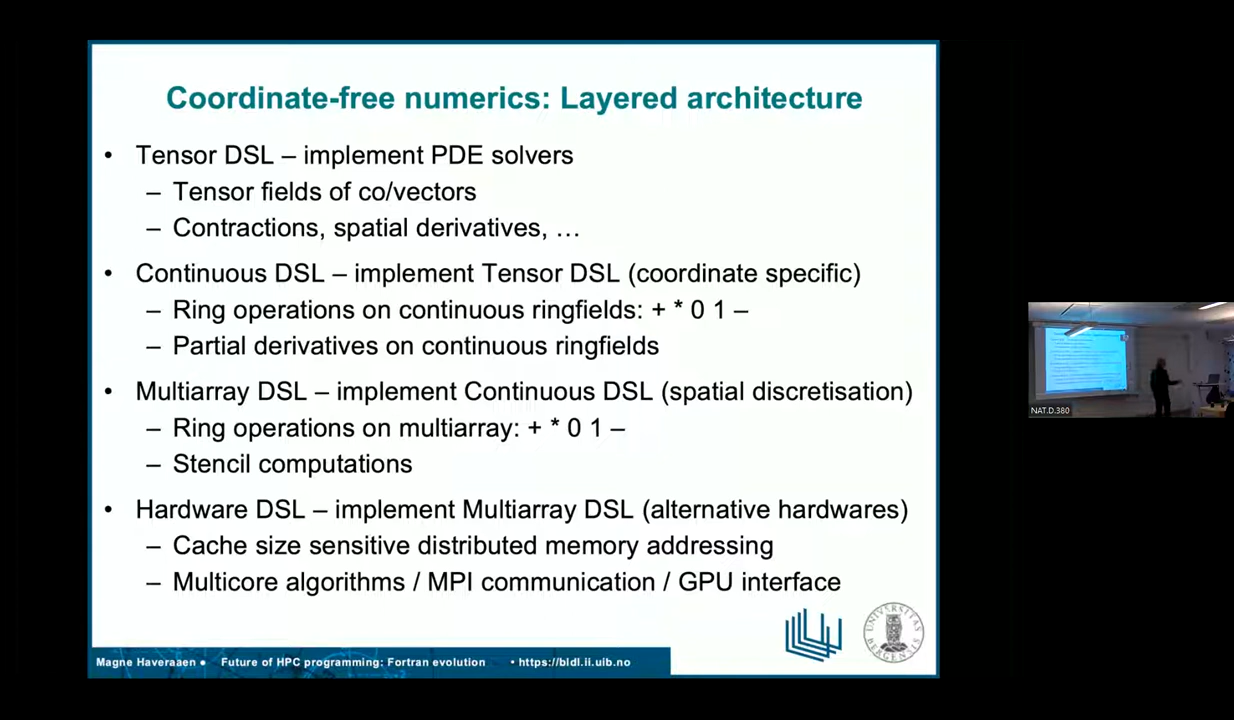 Coordinate-free numerics: Layered architecture
• Tensor DSL – implement PDE solvers
– Tensor fields of co/vectors
– Contractions, spatial derivatives, …
• Continuous DSL – implement Tensor DSL (coordinate specific)
– Ring operations on continuous ringfields: + * 0 1 –
– Partial derivatives on continuous ringfields
• Multiarray DSL – implement Continuous DSL (spatial discretisation)
– Ring operations on multiarray: + * 0 1 –
– Stencil computations
• Hardware DSL – implement Multiarray DSL (alternative hardwares)
– Cache size sensitive distributed memory addressing
– Multicore algorithms / MPI communication / GPU interface
UNIVERSITAS BERGENSIS
Magne Haveraaen • Future of HPC programming: Fortran evolution • https://bldl.ii.uib.no
NAT.D.380